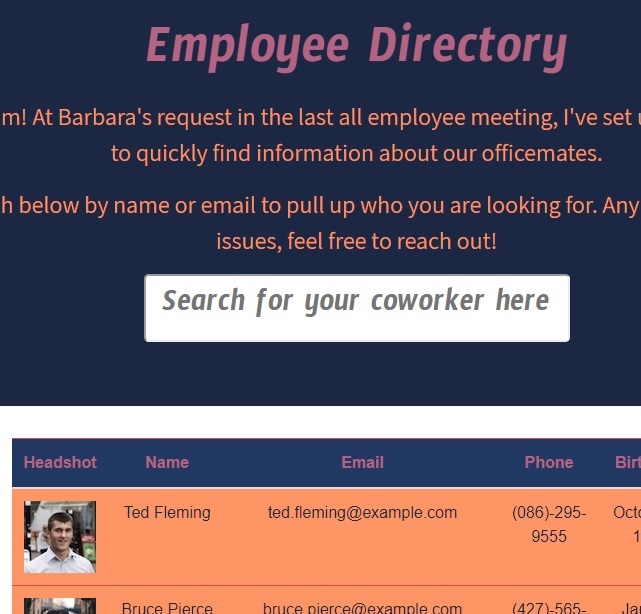 Employee Directory
m! At Barbara's request in the last all employee meeting, I've set
to quickly find information about our officemates.
h below by name or email to pull up who you are looking for. Any
issues, feel free to reach out!
Search for your coworker here
Headshot Name Email Phone Birt
Ted Fleming ted.fleming@example.com (086)-295- Octo
9555 1
Bruce Pierce bruce.pierce@example.com (427)-565- Jan